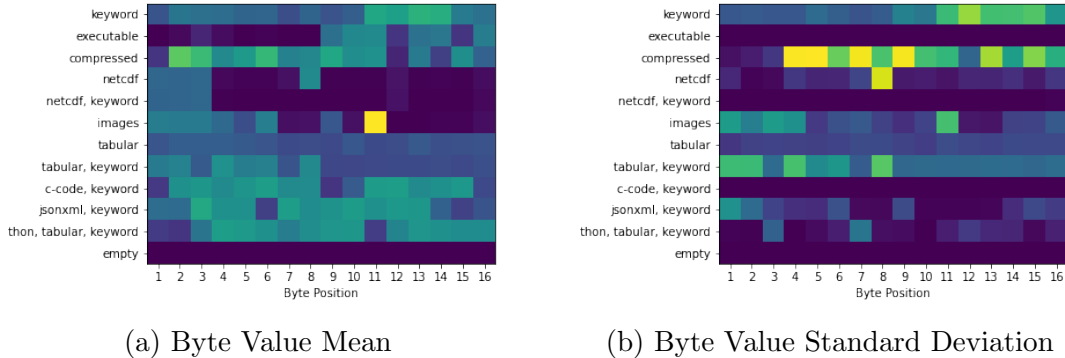 keyword
executable
compressed
netcdf
netcdf, keyword
images
tabular
tabular, keyword
c-code, keyword
jsonxml, keyword
thon, tabular, keyword
empty
1 2 3 4 5 6 7 8 9 10 11 12 13 14 15 16
Byte Position
(a) Byte Value Mean
keyword
executable
compressed
netcdf
netcdf, keyword
images
tabular
tabular, keyword
c-code, keyword
jsonxml, keyword
thon, tabular, keyword
empty
1 2 3 4 5 6 7 8 9 10 11 12 13 14 15 16
Byte Position
(b) Byte Value Standard Deviation